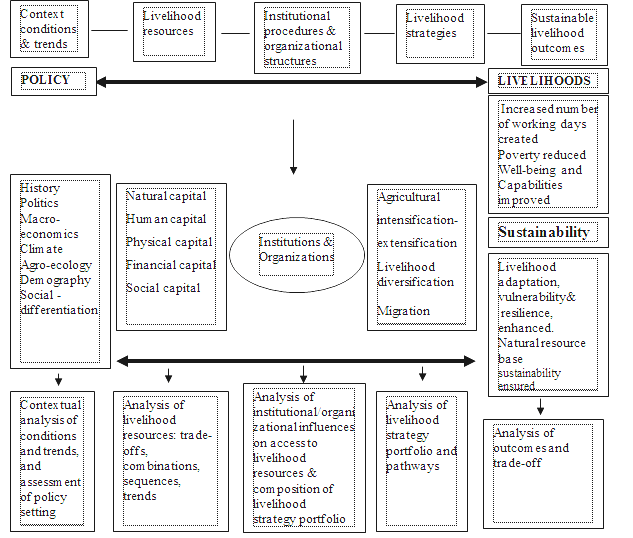 Context
conditions
& trends
Livelihood
resources
Institutional
procedures &
organizational
structures
Livelihood
strategies
Sustainable
livelihood
outcomes
POLICY
LIVELIHOODS
Increased number
of working days
created
Poverty reduced
Well-being and
Capabilities
improved
History
Politics
Macro-
economics
Climate
Agro-ecology
Demography
Social -
differentiation
Natural capital
Human capital
Physical capital
Financial capital
Social capital
Institutions &
Organizations
Agricultural
intensification-
extensification
Livelihood
diversification
Migration
Sustainability
Livelihood
adaptation,
vulnerability&
resilience,
enhanced.
Natural resource
base
sustainability
ensured
Contextual
analysis of
conditions
and trends,
and
assessment
of policy
setting
Analysis of
livelihood
resources: trade-
offs,
combinations,
sequences,
trends
Analysis of
institutional/organi
zational influences
on access to
livelihood
resources &
composition of
livelihood
strategy portfolio
Analysis of
livelihood
strategy
portfolio and
pathways
Analysis of
outcomes and
trade-off